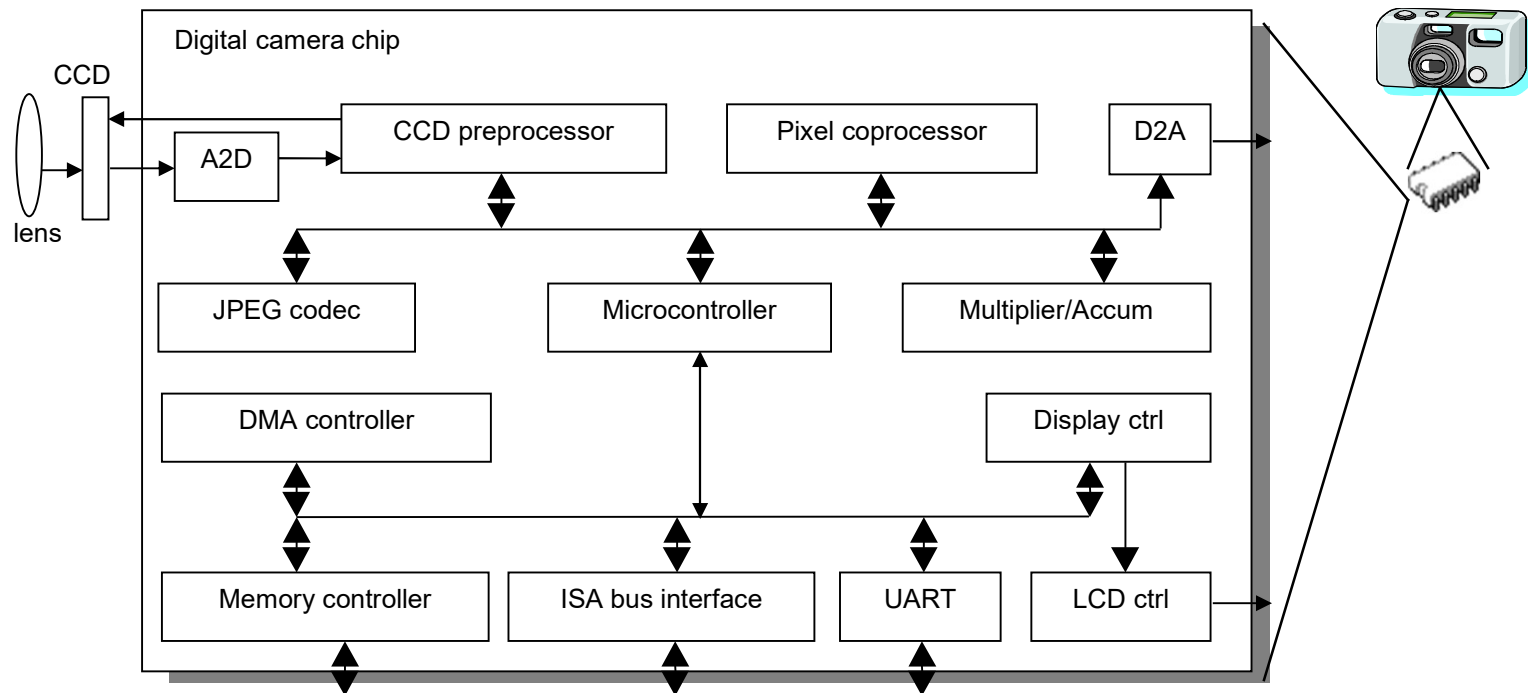 Digital camera chip
CCD
CCD preprocessor
Pixel coprocessor
D2A
A2D
lens
JPEG codec
Microcontroller
Multiplier/Accum
DMA controller
Display ctrl
Memory controller
ISA bus interface
UART
LCD ctrl